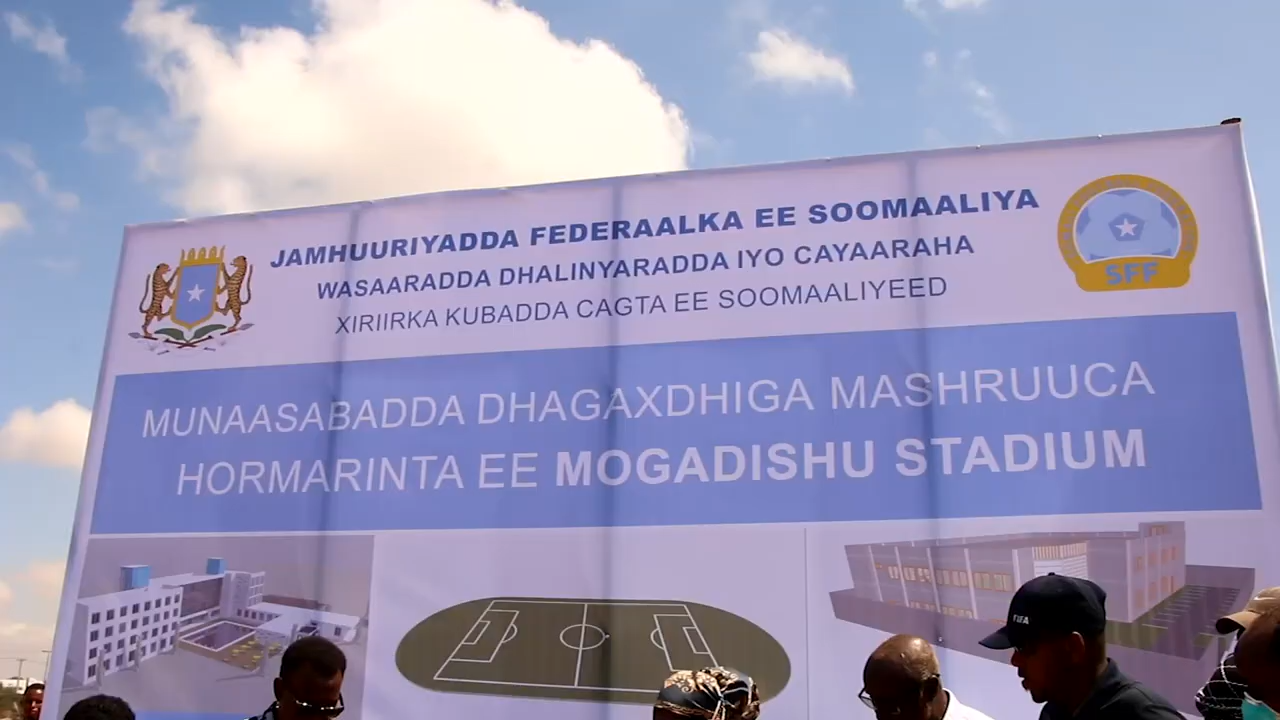 JAMHUURIYADDA FEDERAALKA EE SOOMAALIYA
WASAARADDA DHALINYARADDA IYO CAYAARAHA
XIRIIRKA KUBADDA CAGTA EE SOOMAALIYEED
SFF
MUNAASABADDA DHAGAXDHIGA MASHRUUCA
HORMARINTA EE MOGADISHU STADIUM
FIFA